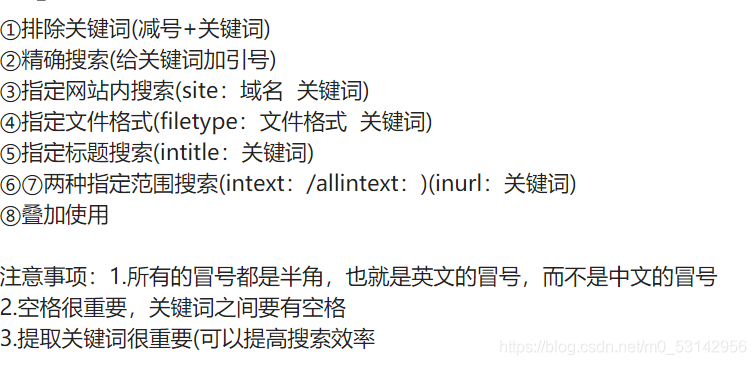 ①排除关键词(减号+关键词)
②精确搜索(给关键词加引号)
③指定网站内搜索(site：域名  关键词)
④指定文件格式(filetype：文件格式  关键词)
⑤指定标题搜索(intitle：关键词)
⑥⑦两种指定范围搜索(intext：/allintext：)(inurl：关键词)
⑧叠加使用
注意事项：1.所有的冒号都是半角，也就是英文的冒号，而不是中文的冒号
2.空格很重要，关键词之间要有空格
3.提取关键词很重要(可以提高搜索效率
https://blog.csdn.net/m0_53142956